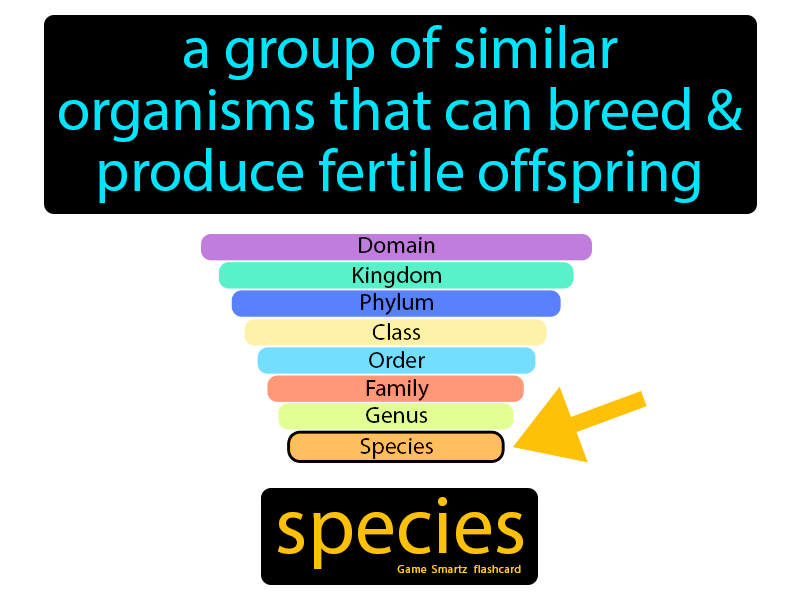 a group of similar
organisms that can breed &
produce fertile offspring
Domain
Kingdom
Phylum
Class
Order
Family
Genus
Species
species
Game Smartz flashcard